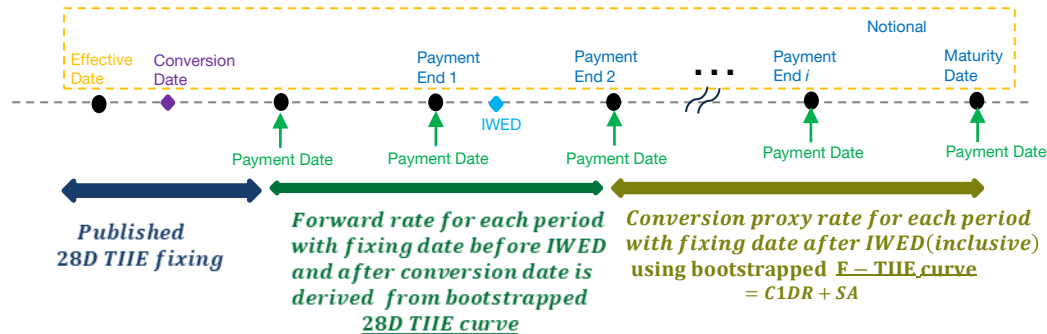 Notional
Effective
Date
Conversion
Date
Payment
End 1
Payment
End 2
...
Payment
End i
Maturity
Date
IWED
Payment Date
Payment Date
Payment Date
Payment Date
Payment Date
Published
28D TIIE fixing
Forward rate for each period
with fixing date before IWED
and after conversion date is
derived from bootstrapped
28D TIIE curve
Conversion proxy rate for each period
with fixing date after IWED(inclusive)
using bootstrapped F − TIIE curve
= C1DR + SA